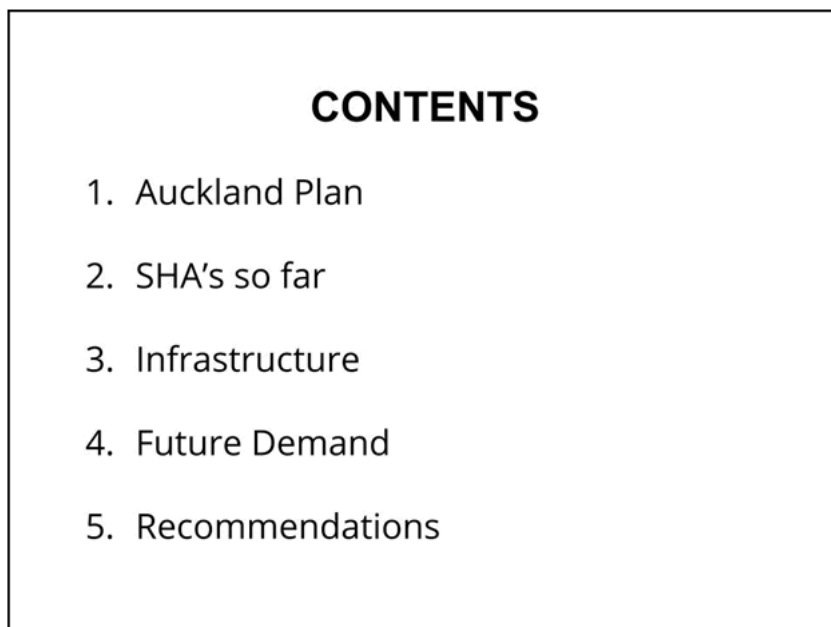 CONTENTS
1. Auckland Plan
2. SHA's so far
3. Infrastructure
4. Future Demand
5. Recommendations